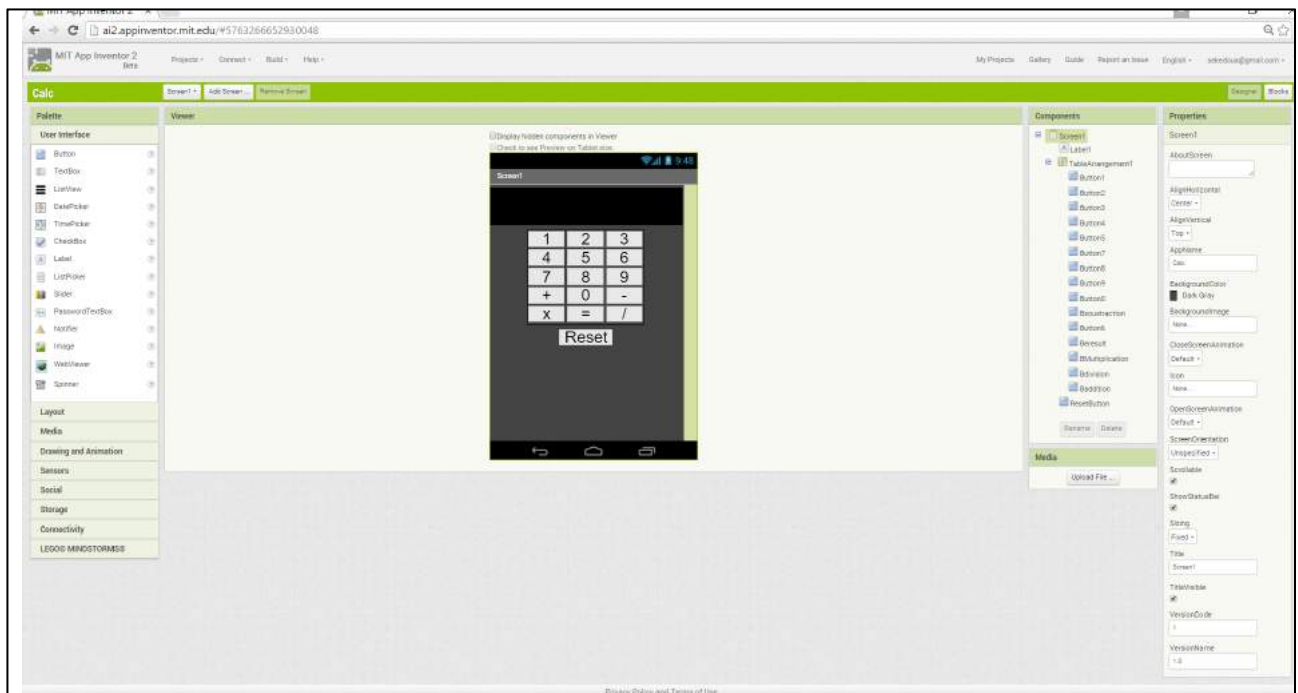 MIT App Inventor 2
ai2.appinventor.mit.edu/#5763266652930048
MIT App Inventor 2
Beta
Projects
Connect
Build
Help
My Projects
Gallery
Guide
Report an Issue
English
Calc
Screen1
Add Screen ...
Remove Screen
Designer
Blocks
Palette
User Interface
Button
TextBox
ListView
DatePicker
TimePicker
CheckBox
Label
ListPicker
Slider
PasswordTextBox
Notifier
Image
WebViewer
Spinner
Layout
Media
Drawing and Animation
Sensors
Social
Storage
Connectivity
LEGO® MINDSTORMS®
Viewer
Display hidden components in Viewer
Check to see Preview on Tablet size.
9:48
Screen1
1 2 3
4 5 6
7 8 9
+ 0 -
x = /
Reset
Components
Screen1
Label1
TableArrangement1
Button1
Button2
Button3
Button4
Button5
Button7
Button8
Button9
Button0
Button6
BMultiplication
Bdivision
Baddition
ResetButton
Rename
Delete
Media
Upload File ...
Properties
Screen1
AboutScreen
AlignHorizontal
Center
AlignVertical
Top
AppName
Calc
BackgroundColor
Dark Gray
BackgroundImage
None...
CloseScreenAnimation
Default
Icon
None...
OpenScreenAnimation
Default
ScreenOrientation
Unspecified
Scrollable
ShowStatusBar
Sizing
Fixed
Title
Screen1
TitleVisible
VersionCode
1
VersionName
1.0
Privacy Policy and Terms of Use